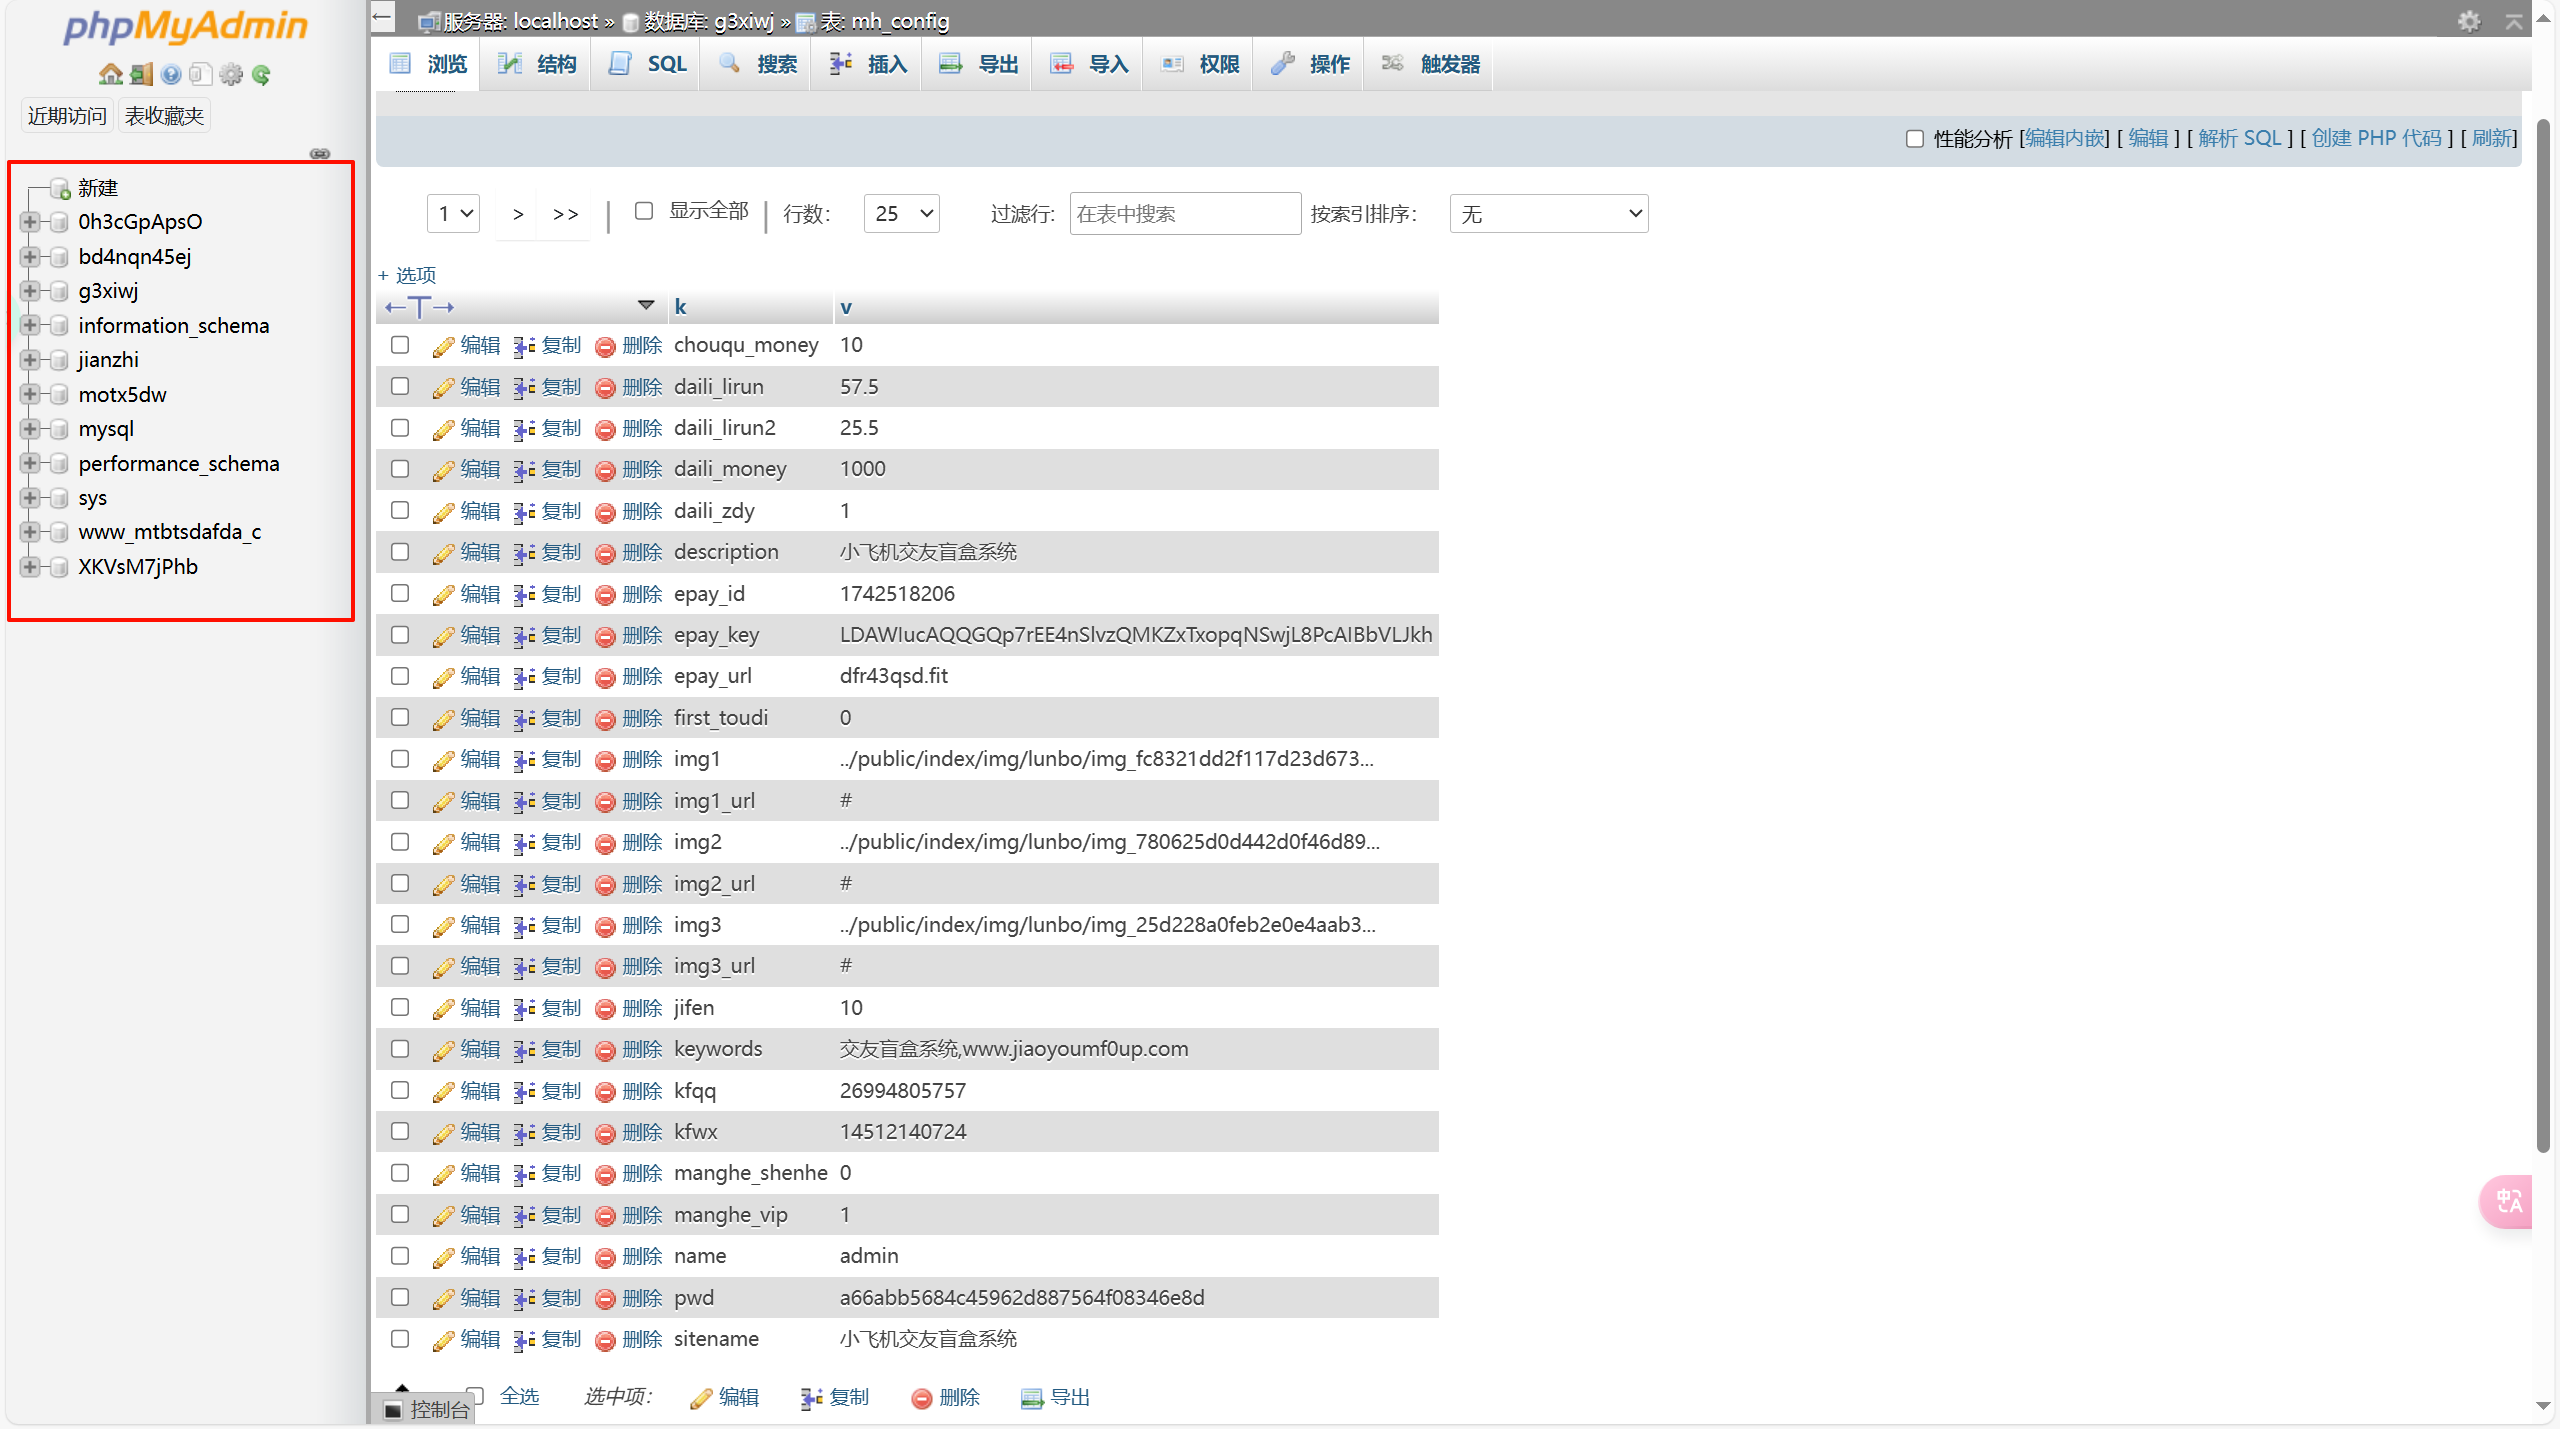 phpMyAdmin
近期访问 表收藏夹
新建
0h3cGpApsO
bd4nqn45ej
g3xiwj
information_schema
jianzhi
motx5dw
mysql
performance_schema
sys
www_mtbtsdafda_c
XKVsM7jPhb
服务器: localhost » 数据库: g3xiwj » 表: mh_config
浏览 结构 SQL 搜索 插入 导出 导入 权限 操作 触发器
性能分析 [编辑内嵌] [ 编辑 ] [ 解析 SQL ] [ 创建 PHP 代码 ] [ 刷新]
1 > >> | 显示全部 | 行数: 25 过滤行: 在表中搜索 按索引排序: 无
+ 选项
←T→ k v
编辑 复制 删除 chouqu_money 10
编辑 复制 删除 daili_lirun 57.5
编辑 复制 删除 daili_lirun2 25.5
编辑 复制 删除 daili_money 1000
编辑 复制 删除 daili_zdy 1
编辑 复制 删除 description 小飞机交友盲盒系统
编辑 复制 删除 epay_id 1742518206
编辑 复制 删除 epay_key LDAWIucAQQGQp7rEE4nSlvzQMKZxTxopqNSwjL8PcAIBbVLJkh
编辑 复制 删除 epay_url dfr43qsd.fit
编辑 复制 删除 first_toudi 0
编辑 复制 删除 img1 ../public/index/img/lunbo/img_fc8321dd2f117d23d673...
编辑 复制 删除 img1_url #
编辑 复制 删除 img2 ../public/index/img/lunbo/img_780625d0d442d0f46d89...
编辑 复制 删除 img2_url #
编辑 复制 删除 img3 ../public/index/img/lunbo/img_25d228a0feb2e0e4aab3...
编辑 复制 删除 img3_url #
编辑 复制 删除 jifen 10
编辑 复制 删除 keywords 交友盲盒系统,www.jiaoyoumf0up.com
编辑 复制 删除 kfqq 26994805757
编辑 复制 删除 kfwx 14512140724
编辑 复制 删除 manghe_shenhe 0
编辑 复制 删除 manghe_vip 1
编辑 复制 删除 name admin
编辑 复制 删除 pwd a66abb5684c45962d887564f08346e8d
编辑 复制 删除 sitename 小飞机交友盲盒系统
全选 选中项: 编辑 复制 删除 导出
控制台